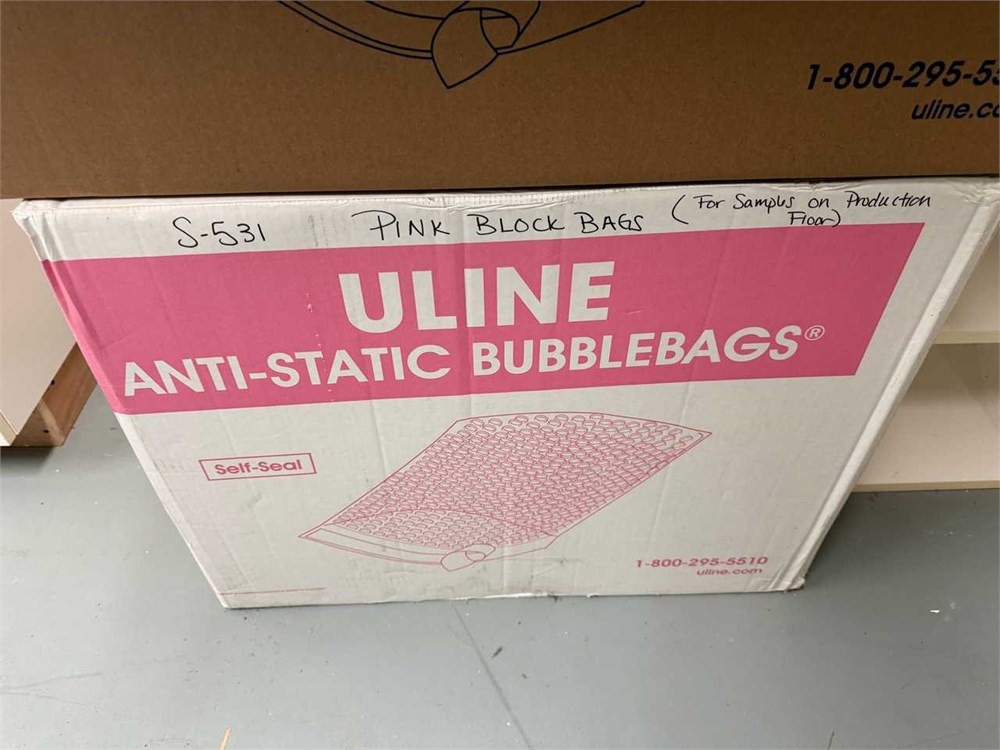 1-800-295-5
uline.c
S-531 PINK BLOCK BAGS (For Samples on Production
Floor)
ULINE
ANTI-STATIC BUBBLEBAGS®
Self-Seal
1-800-295-5510
uline.com